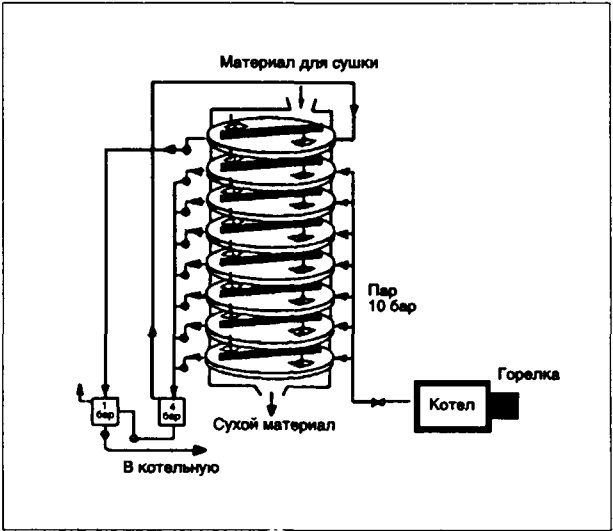 Материал для сушки
Пар
10 бар
Горелка
Котел
1
бар
4
бар
Сухой материал
В котельную